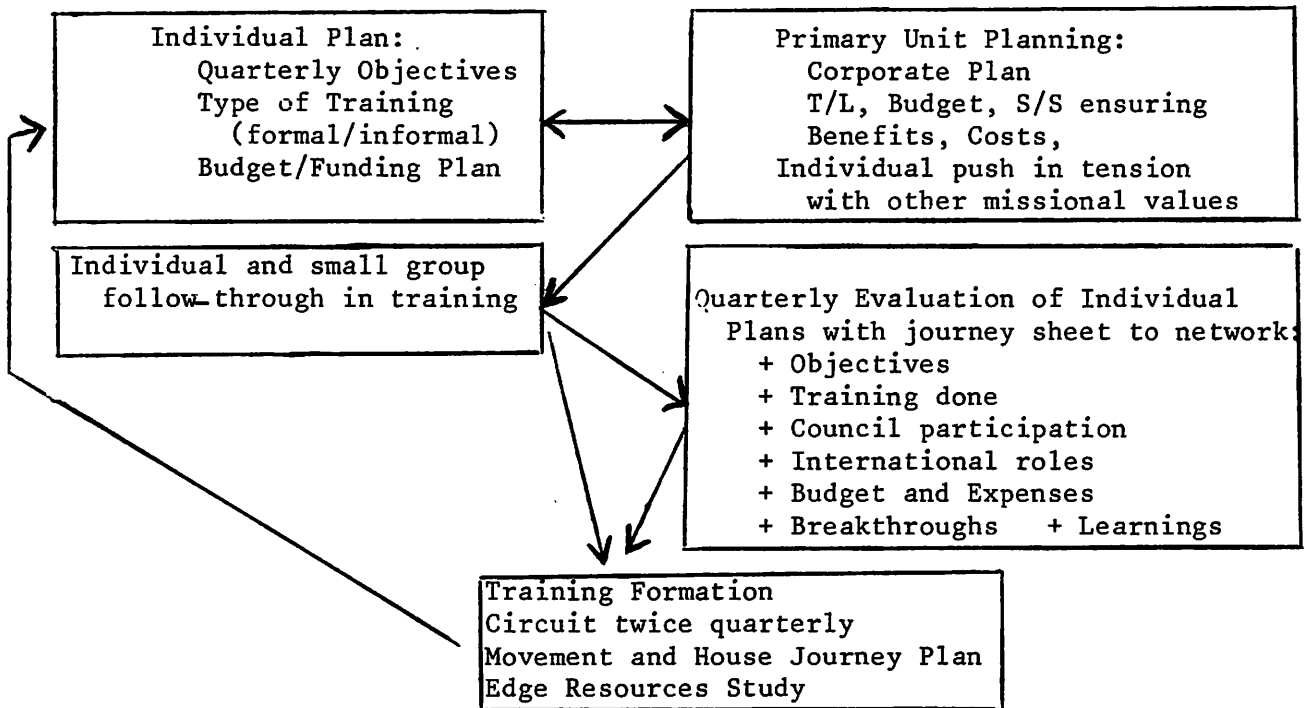 Individual Plan:
Quarterly Objectives
Type of Training
(formal/informal)
Budget/Funding Plan
Primary Unit Planning:
Corporate Plan
T/L, Budget, S/S ensuring
Benefits, Costs,
Individual push in tension
with other missional values
Individual and small group
follow-through in training
Quarterly Evaluation of Individual
Plans with journey sheet to network:
+ Objectives
+ Training done
+ Council participation
+ International roles
+ Budget and Expenses
+ Breakthroughs + Learnings
Training Formation
Circuit twice quarterly
Movement and House Journey Plan
Edge Resources Study